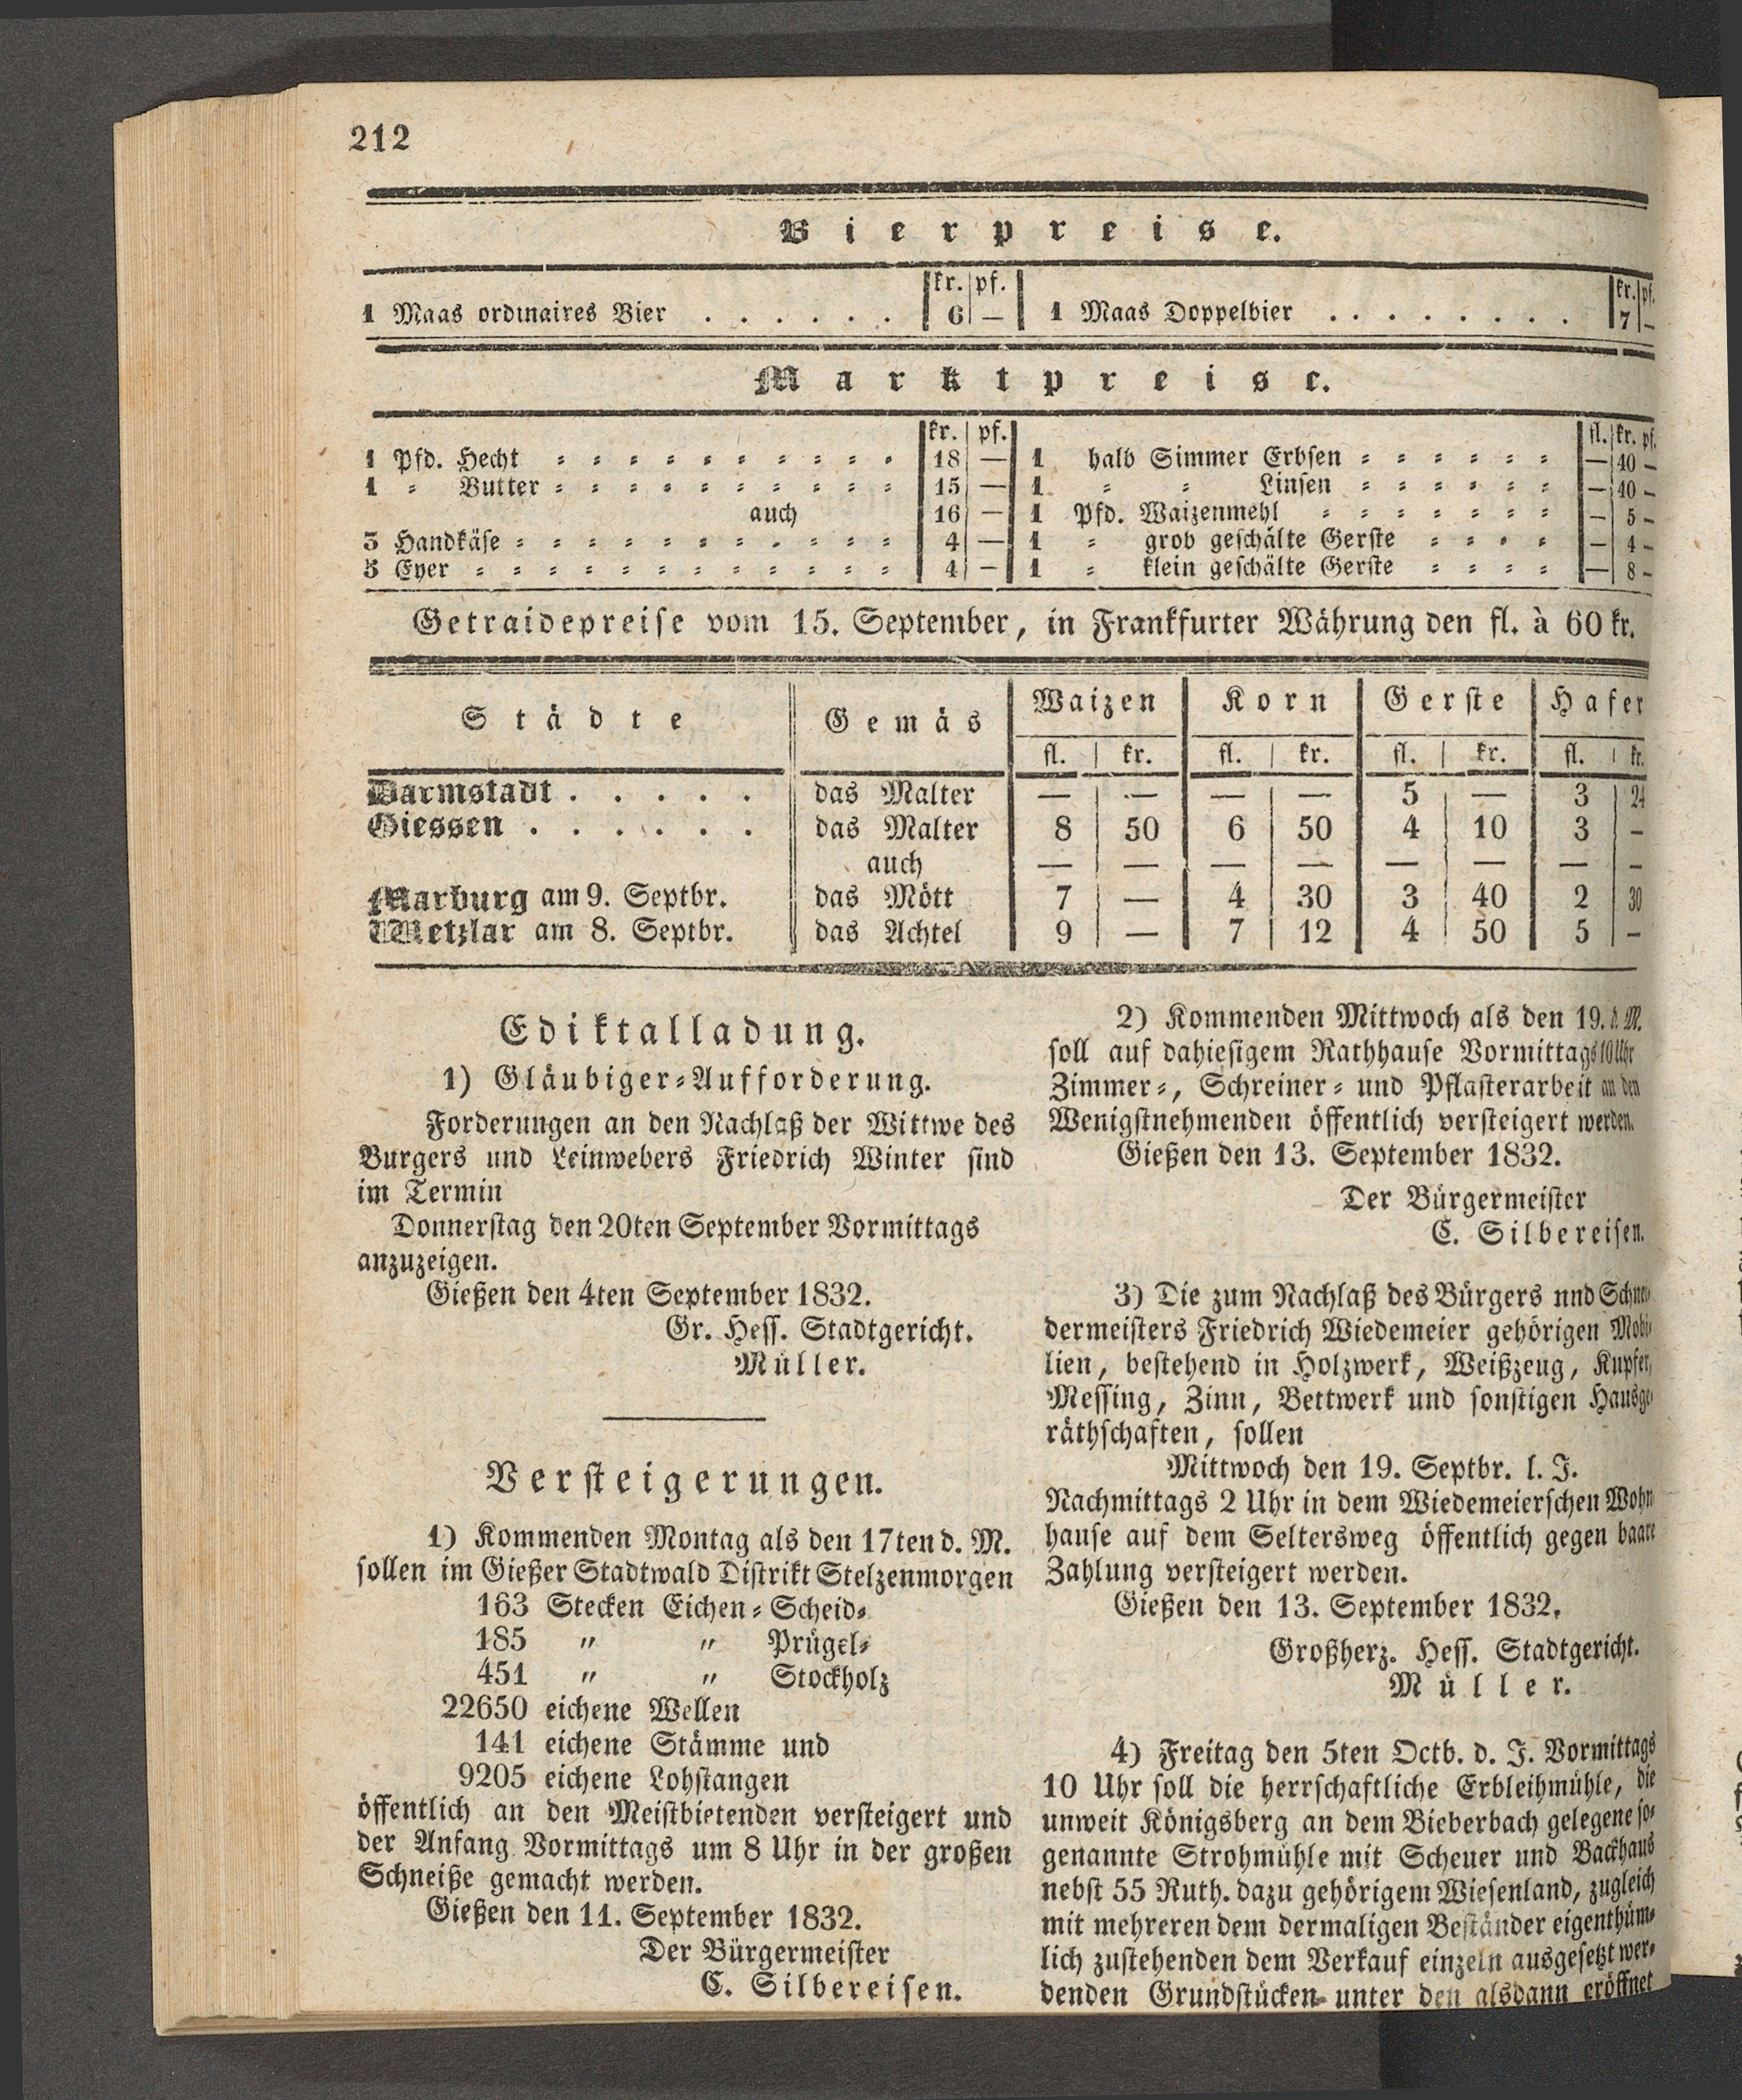 212
Bierpreise.
kr. pf. kr. pf.
1 Maas ordinaires Bier . . . . . . 6 — 1 Maas Doppelbier . . . . . . . . 7 –
Marktpreise.
kr. pf. fl. kr. pf.
1 Pfd. Hecht 18 — 1 halb Simmer Erbsen — 40 –
1 = Butter 15 — 1 = = Linsen — 40 –
auch 16 — 1 Pfd. Waizenmehl — 5 –
3 Handkäse 4 — 1 = grob geschälte Gerste — 4 –
3 Eyer 4 — 1 = klein geschälte Gerste — 8 –
Getraidepreise vom 15. September, in Frankfurter Währung den fl. à 60 kr.
Städte Gemäs Waizen Korn Gerste Hafer
fl. kr. fl. kr. fl. kr. fl. kr.
Darmstadt . . . . . das Malter — — — — 5 — 3 24
Giessen . . . . . . das Malter 8 50 6 50 4 10 3 –
auch — — — — — — — –
Marburg am 9. Septbr. das Mött 7 — 4 30 3 40 2 30
Wetzlar am 8. Septbr. das Achtel 9 — 7 12 4 50 5 –
Ediktalladung.
1) Gläubiger=Aufforderung.
Forderungen an den Nachlaß der Wittwe des
Burgers und Leinwebers Friedrich Winter sind
im Termin
Donnerstag den 20ten September Vormittags
anzuzeigen.
Gießen den 4ten September 1832.
Gr. Hess. Stadtgericht.
Müller.
Versteigerungen.
1) Kommenden Montag als den 17ten d. M.
sollen im Gießer Stadtwald Distrikt Stelzenmorgen
163 Stecken Eichen=Scheid=
185 " " Prügel=
451 " " Stockholz
22650 eichene Wellen
141 eichene Stämme und
9205 eichene Lohstangen
öffentlich an den Meistbietenden versteigert und
der Anfang Vormittags um 8 Uhr in der großen
Schneiße gemacht werden.
Gießen den 11. September 1832.
Der Bürgermeister
C. Silbereisen.
2) Kommenden Mittwoch als den 19. d. M.
soll auf dahiesigem Rathhause Vormittags 10 Uhr
Zimmer=, Schreiner= und Pflasterarbeit an den
Wenigstnehmenden öffentlich versteigert werden.
Gießen den 13. September 1832.
Der Bürgermeister
C. Silbereisen.
3) Die zum Nachlaß des Bürgers nnd Schnei=
dermeisters Friedrich Wiedemeier gehörigen Mobi=
lien, bestehend in Holzwerk, Weißzeug, Kupfer,
Messing, Zinn, Bettwerk und sonstigen Hausge=
räthschaften, sollen
Mittwoch den 19. Septbr. l. J.
Nachmittags 2 Uhr in dem Wiedemeierschen Wohn
hause auf dem Seltersweg öffentlich gegen baare
Zahlung versteigert werden.
Gießen den 13. September 1832.
Großherz. Hess. Stadtgericht.
Müller.
4) Freitag den 5ten Octb. d. J. Vormittags
10 Uhr soll die herrschaftliche Erbleihmühle, die
unweit Königsberg an dem Bieberbach gelegene so=
genannte Strohmühle mit Scheuer und Backhaus
nebst 55 Ruth. dazu gehörigem Wiesenland, zugleich
mit mehreren dem dermaligen Beständer eigenthüm=
lich zustehenden dem Verkauf einzeln ausgesetzt wer=
denden Grundstücken unter den alsdann eröffnet